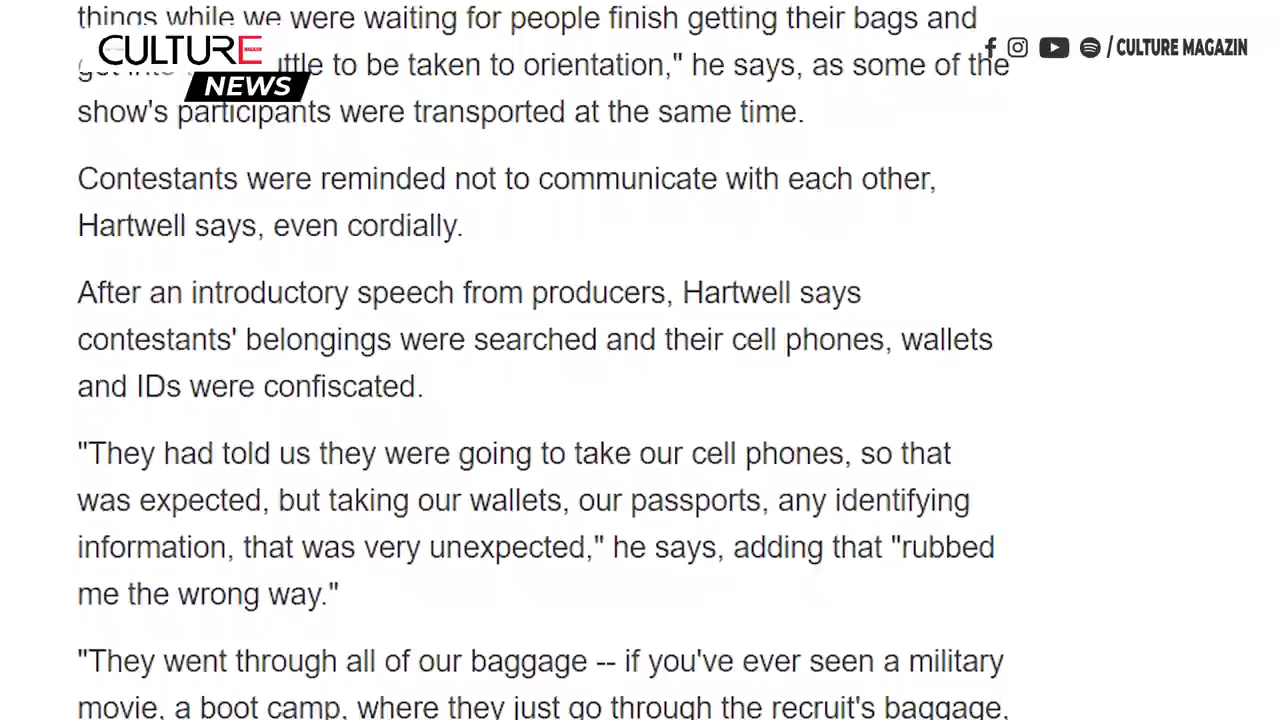 things while we were waiting for people finish getting their bags and
CULTURE
NEWS
/ CULTURE MAGAZIN
to be taken to orientation," he says, as some of the
show's participants were transported at the same time.
Contestants were reminded not to communicate with each other,
Hartwell says, even cordially.
After an introductory speech from producers, Hartwell says
contestants' belongings were searched and their cell phones, wallets
and IDs were confiscated.
"They had told us they were going to take our cell phones, so that
was expected, but taking our wallets, our passports, any identifying
information, that was very unexpected," he says, adding that "rubbed
me the wrong way."
"They went through all of our baggage -- if you've ever seen a military
movie, a boot camp, where they just go through the recruit's baggage,